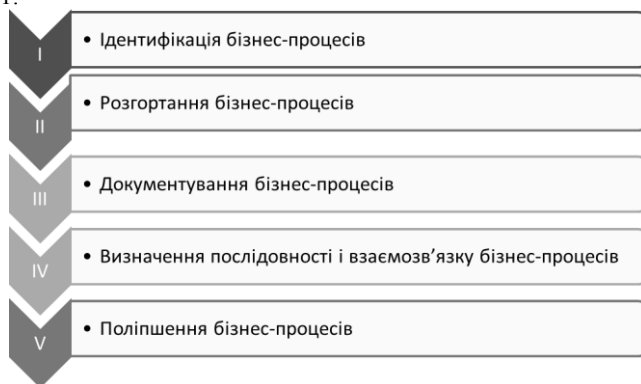 I
• Ідентифікація бізнес-процесів
II
• Розгортання бізнес-процесів
III
• Документування бізнес-процесів
IV
• Визначення послідовності і взаємозв’язку бізнес-процесів
V
• Поліпшення бізнес-процесів